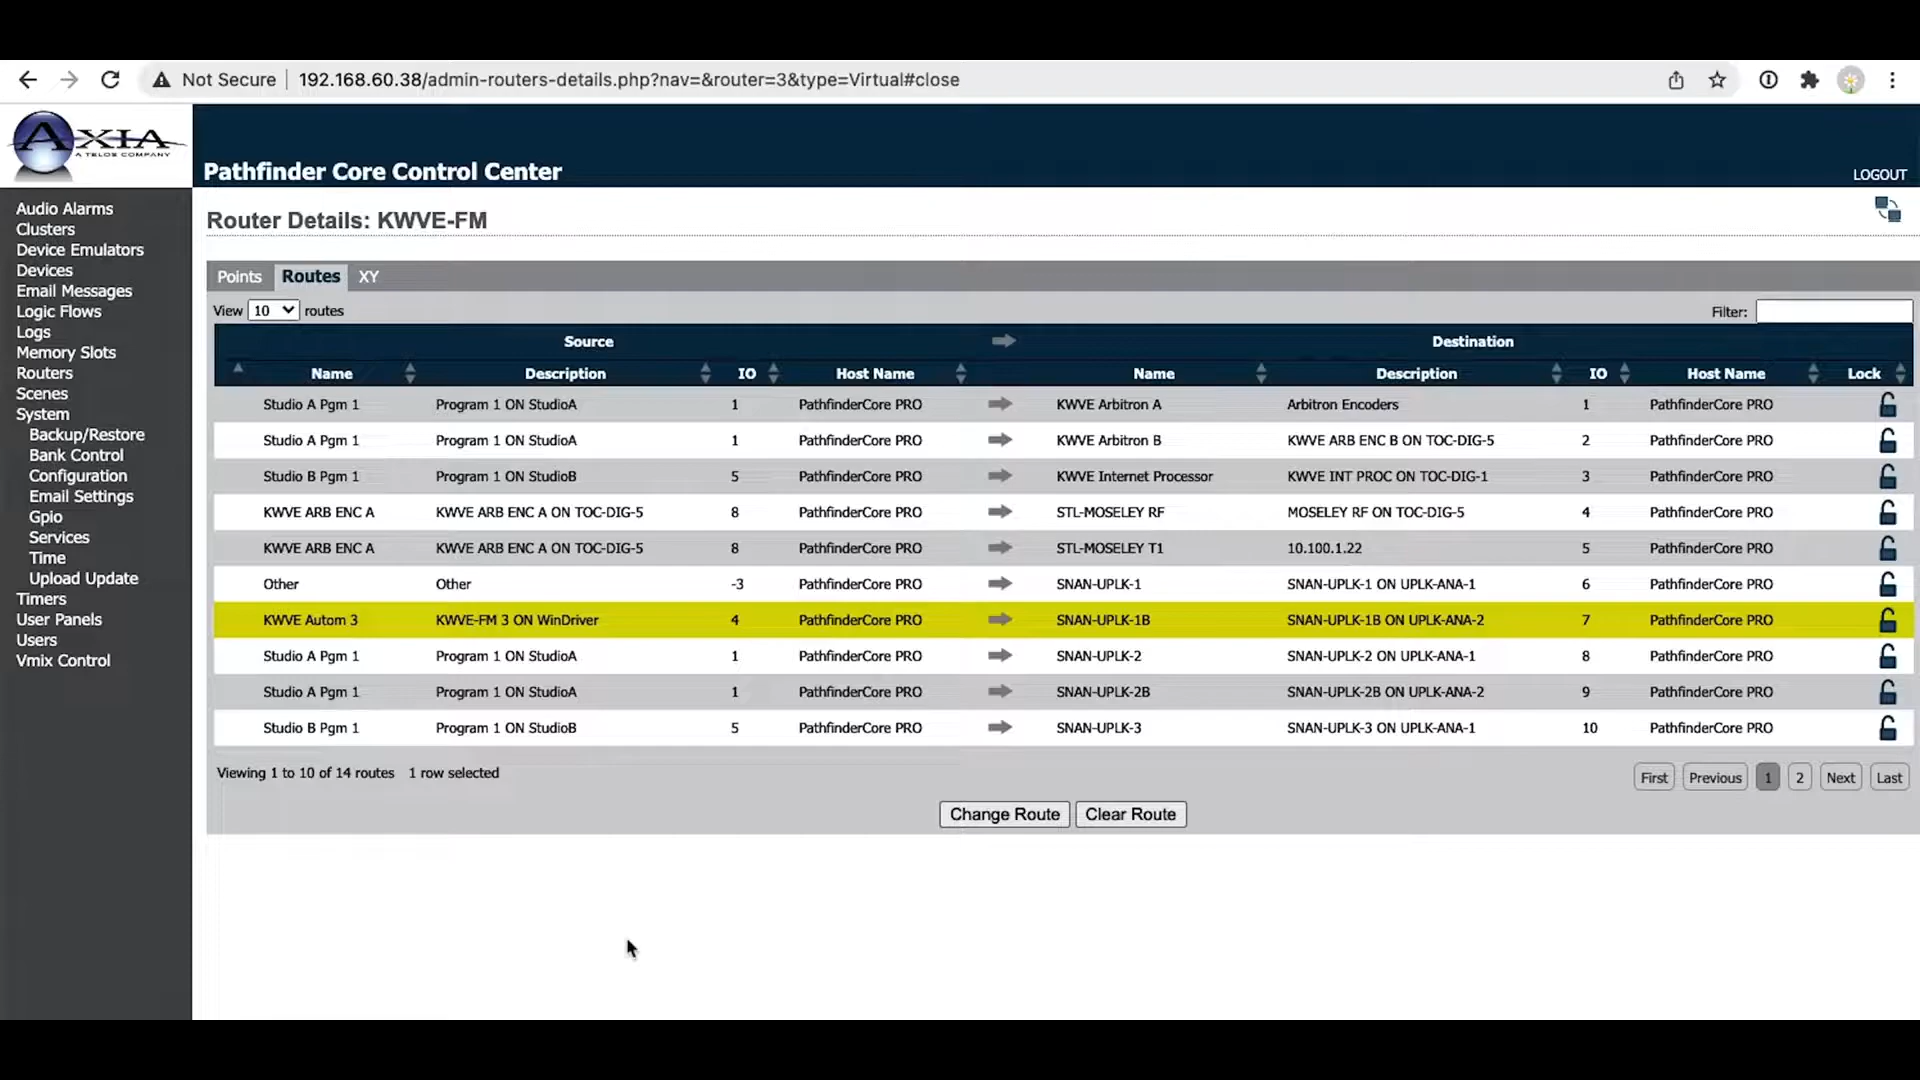 Not Secure 192.168.60.38/admin-routers-details.php?nav=&router=3&type=Virtual#close
AXIA
A TELOS COMPANY
Pathfinder Core Control Center
LOGOUT
Audio Alarms
Clusters
Device Emulators
Devices
Email Messages
Logic Flows
Logs
Memory Slots
Routers
Scenes
System
Backup/Restore
Bank Control
Configuration
Email Settings
Gpio
Services
Time
Upload Update
Timers
User Panels
Users
Vmix Control
Router Details: KWVE-FM
Points Routes XY
View 10 routes Filter:
Source Destination
Name Description IO Host Name Name Description IO Host Name Lock
Studio A Pgm 1 Program 1 ON StudioA 1 PathfinderCore PRO KWVE Arbitron A Arbitron Encoders 1 PathfinderCore PRO
Studio A Pgm 1 Program 1 ON StudioA 1 PathfinderCore PRO KWVE Arbitron B KWVE ARB ENC B ON TOC-DIG-5 2 PathfinderCore PRO
Studio B Pgm 1 Program 1 ON StudioB 5 PathfinderCore PRO KWVE Internet Processor KWVE INT PROC ON TOC-DIG-1 3 PathfinderCore PRO
KWVE ARB ENC A KWVE ARB ENC A ON TOC-DIG-5 8 PathfinderCore PRO STL-MOSELEY RF MOSELEY RF ON TOC-DIG-5 4 PathfinderCore PRO
KWVE ARB ENC A KWVE ARB ENC A ON TOC-DIG-5 8 PathfinderCore PRO STL-MOSELEY T1 10.100.1.22 5 PathfinderCore PRO
Other Other -3 PathfinderCore PRO SNAN-UPLK-1 SNAN-UPLK-1 ON UPLK-ANA-1 6 PathfinderCore PRO
KWVE Autom 3 KWVE-FM 3 ON WinDriver 4 PathfinderCore PRO SNAN-UPLK-1B SNAN-UPLK-1B ON UPLK-ANA-2 7 PathfinderCore PRO
Studio A Pgm 1 Program 1 ON StudioA 1 PathfinderCore PRO SNAN-UPLK-2 SNAN-UPLK-2 ON UPLK-ANA-1 8 PathfinderCore PRO
Studio A Pgm 1 Program 1 ON StudioA 1 PathfinderCore PRO SNAN-UPLK-2B SNAN-UPLK-2B ON UPLK-ANA-2 9 PathfinderCore PRO
Studio B Pgm 1 Program 1 ON StudioB 5 PathfinderCore PRO SNAN-UPLK-3 SNAN-UPLK-3 ON UPLK-ANA-1 10 PathfinderCore PRO
Viewing 1 to 10 of 14 routes 1 row selected
First Previous 1 2 Next Last
Change Route Clear Route